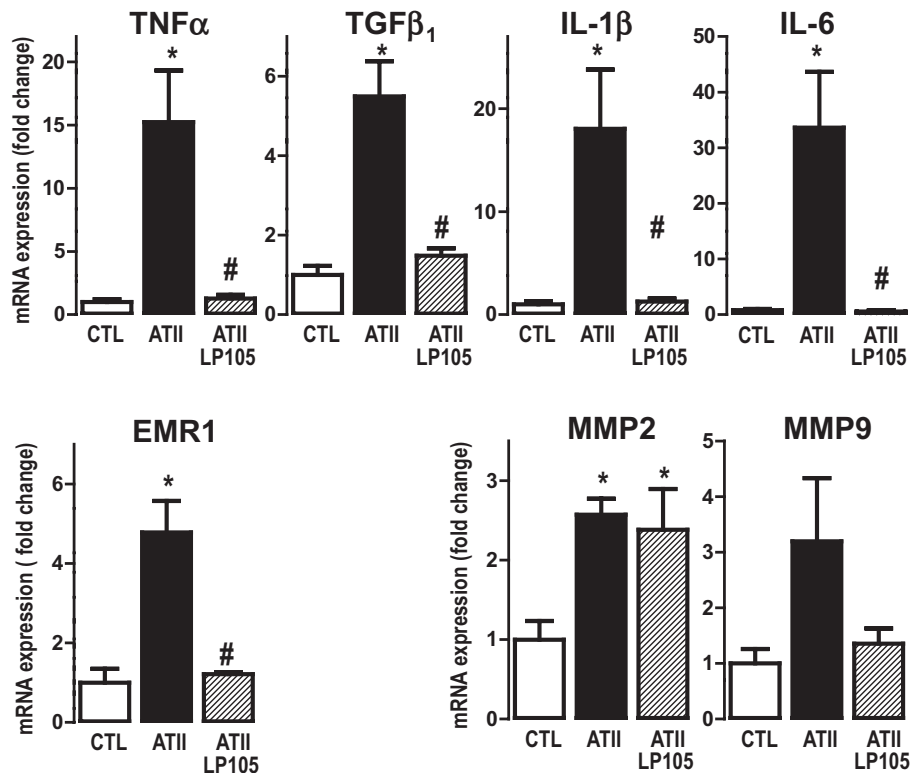 TNFα
TGFβ1
IL-1β
IL-6
mRNA expression (fold change)
20
15
10
5
0
*
#
CTL
ATII
ATII
LP105
6
4
2
0
*
#
CTL
ATII
ATII
LP105
20
10
0
*
#
CTL
ATII
ATII
LP105
50
40
30
20
10
0
*
#
CTL
ATII
ATII
LP105
EMR1
mRNA expression ( fold change)
6
4
2
0
*
#
CTL
ATII
ATII
LP105
MMP2
mRNA expression (fold change)
3
2
1
0
*
*
CTL
ATII
ATII
LP105
MMP9
5
4
3
2
1
0
CTL
ATII
ATII
LP105